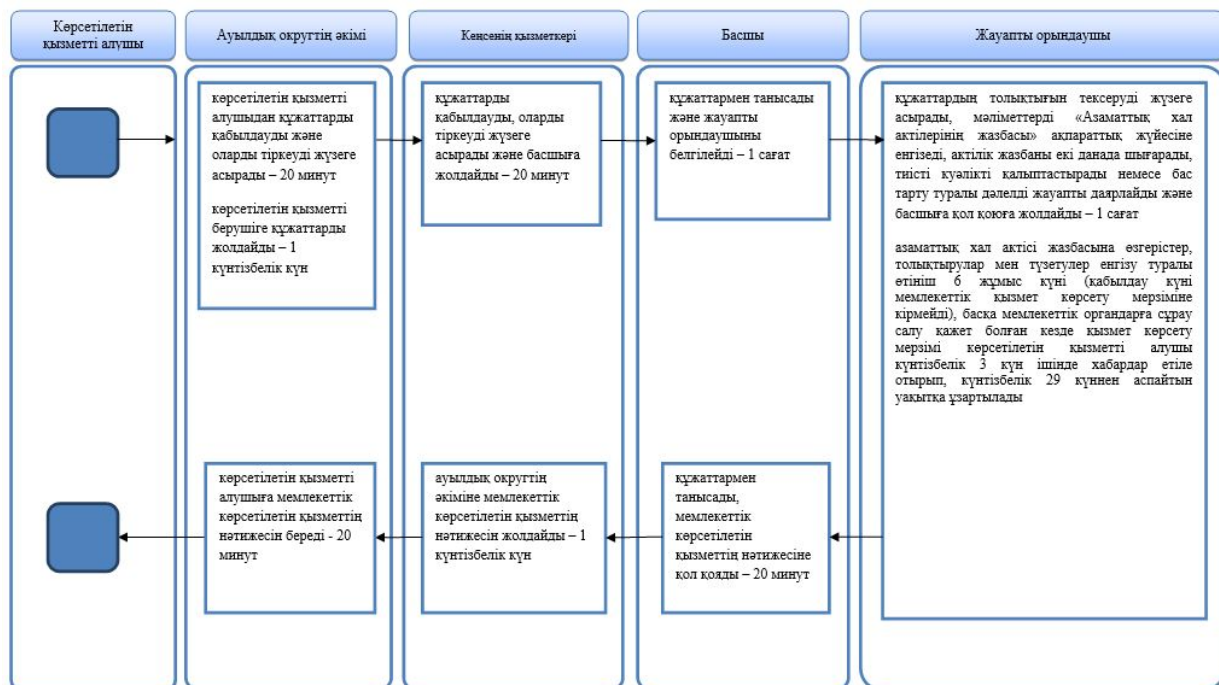 Көрсетілетін
қызметті алушы
Ауылдық округтің әкімі
Кеңсенің қызметкері
Басшы
Жауапты орындаушы
көрсетілетін қызметті
алушыдан құжаттарды
қабылдауды және
оларды тіркеуді жүзеге
асырады – 20 минут
көрсетілетін қызметті
берушіге құжаттарды
жолдайды – 1
күнтізбелік күн
құжаттарды
қабылдауды, оларды
тіркеуді жүзеге
асырады және басшыға
жолдайды – 20 минут
құжаттармен танысады
және жауапты
орындаушыны
белгілейді – 1 сағат
құжаттардың толықтығын тексеруді жүзеге
асырады, мәліметтерді «Азаматтық хал
актілерінің жазбасы» ақпараттық жүйесіне
енгізеді, актілік жазбаны екі данада шығарады,
тиісті куәлікті қалыптастырады немесе бас
тарту туралы дәлелді жауапты даярлайды және
басшыға қол қоюға жолдайды – 1 сағат
азаматтық хал актісі жазбасына өзгерістер,
толықтырулар мен түзетулер енгізу туралы
өтініш 6 жұмыс күні (қабылдау күні
мемлекеттік қызмет көрсету мерзіміне
кірмейді), басқа мемлекеттік органдарға сұрау
салу қажет болған кезде қызмет көрсету
мерзімі көрсетілетін қызметті алушы
күнтізбелік 3 күн ішінде хабардар етіле
отырып, күнтізбелік 29 күннен аспайтын
уақытқа ұзартылады
көрсетілетін қызметті
алушыға мемлекеттік
көрсетілетін қызметтің
нәтижесін береді - 20
минут
ауылдық округтің
әкіміне мемлекеттік
көрсетілетін қызметтің
нәтижесін жолдайды – 1
күнтізбелік күн
құжаттармен
танысады,
мемлекеттік
көрсетілетін
қызметтің нәтижесіне
қол қояды – 20 минут